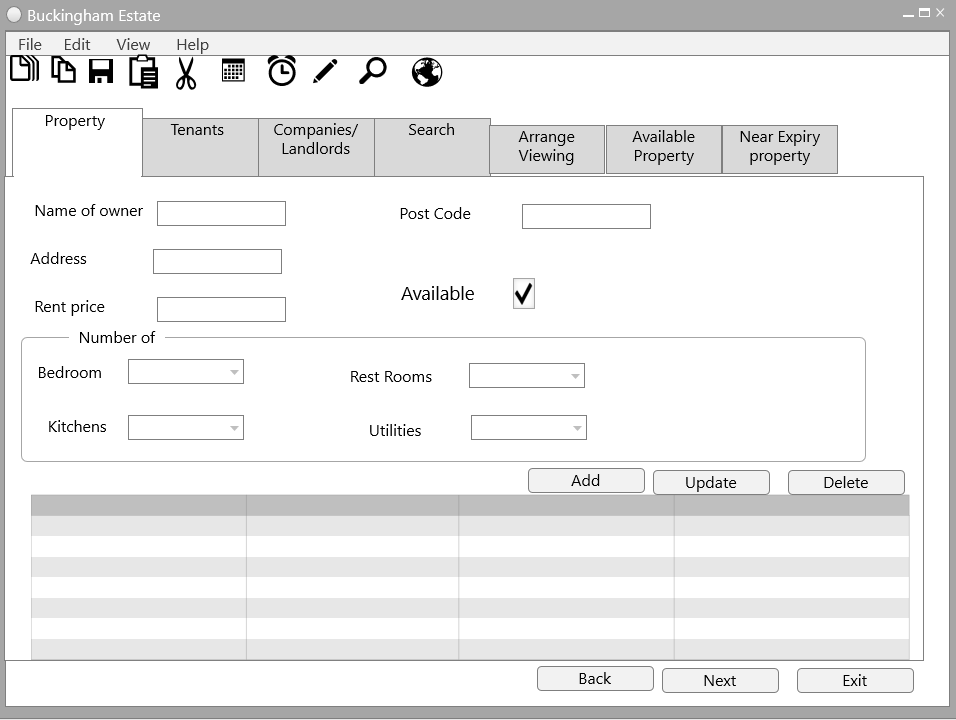 Buckingham Estate
File Edit View Help
Property
Tenants
Companies/
Landlords
Search
Arrange
Viewing
Available
Property
Near Expiry
property
Name of owner
Post Code
Address
Available
Rent price
Number of
Bedroom
Rest Rooms
Kitchens
Utilities
Add
Update
Delete
Back
Next
Exit